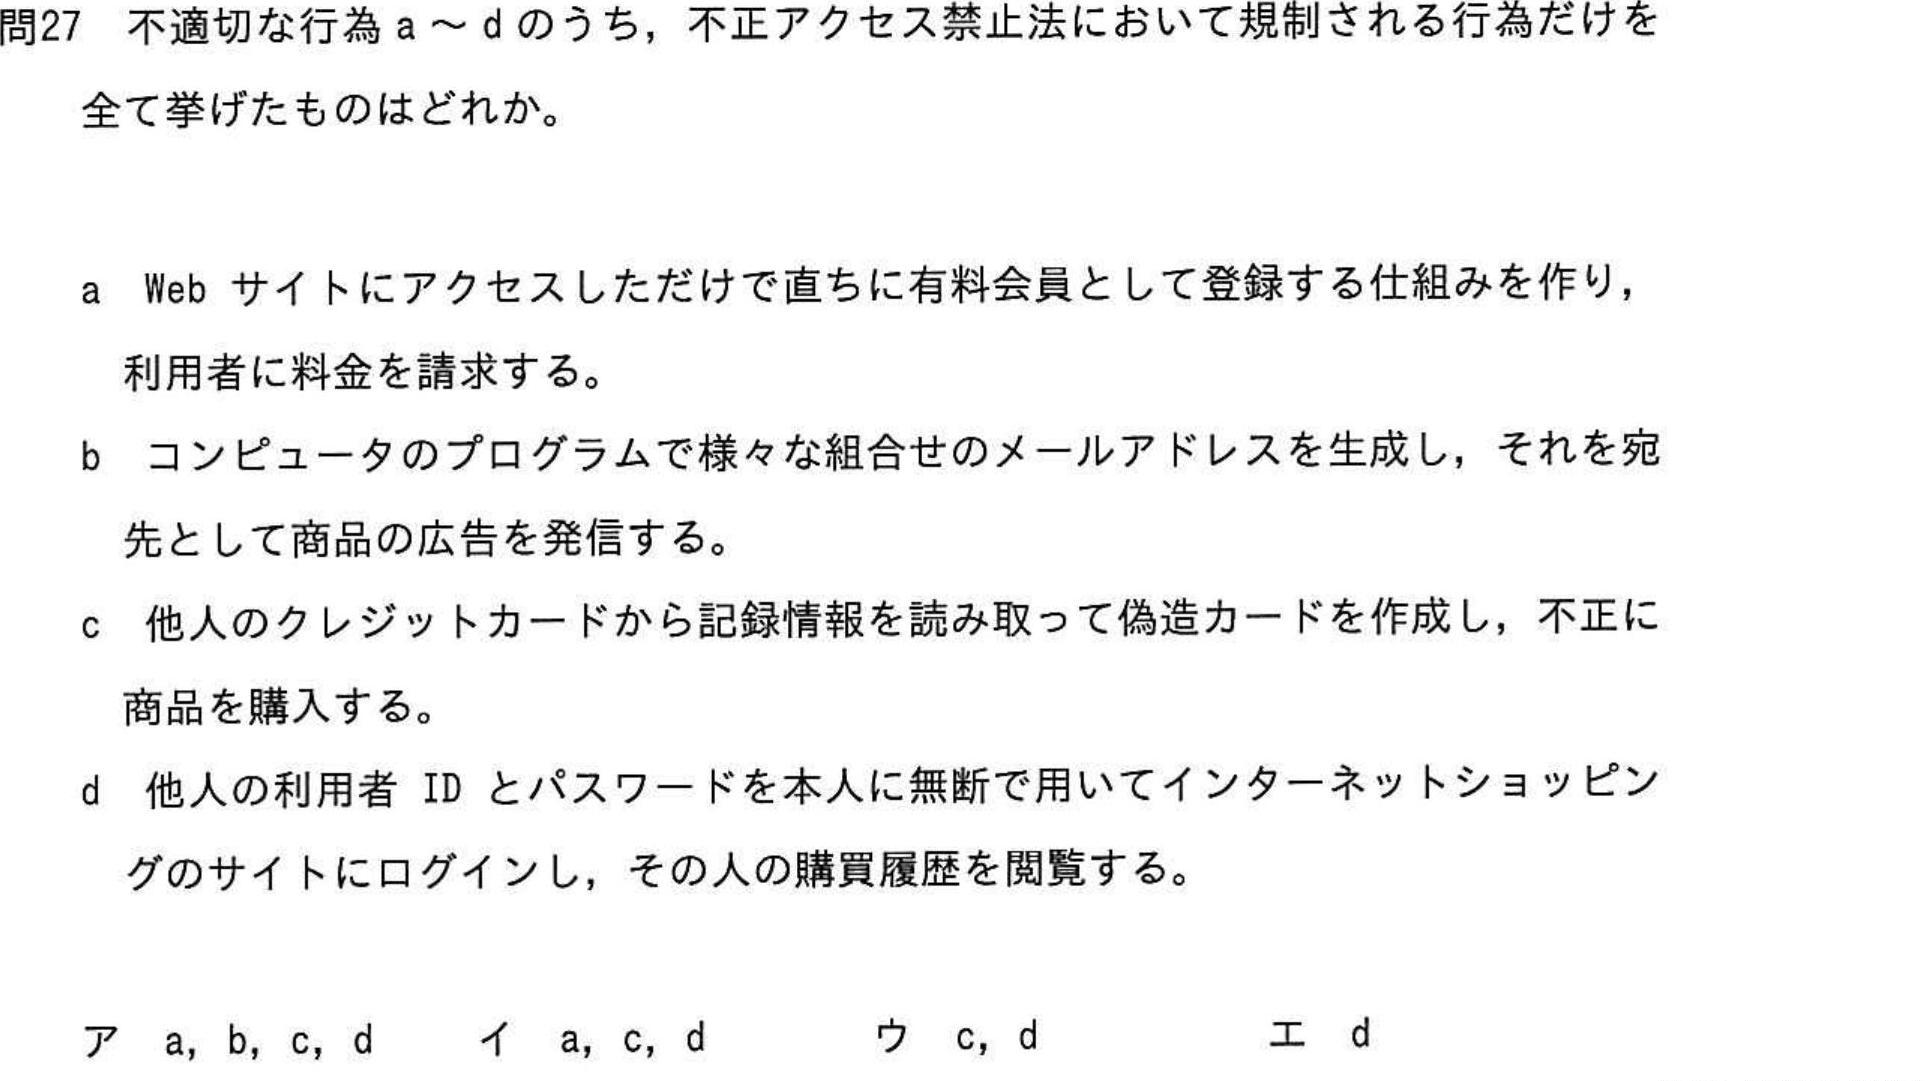 問27　不適切な行為 a ～ d のうち，不正アクセス禁止法において規制される行為だけを
全て挙げたものはどれか。
a　Web サイトにアクセスしただけで直ちに有料会員として登録する仕組みを作り，
利用者に料金を請求する。
b　コンピュータのプログラムで様々な組合せのメールアドレスを生成し，それを宛
先として商品の広告を発信する。
c　他人のクレジットカードから記録情報を読み取って偽造カードを作成し，不正に
商品を購入する。
d　他人の利用者 ID とパスワードを本人に無断で用いてインターネットショッピン
グのサイトにログインし，その人の購買履歴を閲覧する。
ア　a, b, c, d　　イ　a, c, d　　ウ　c, d　　エ　d